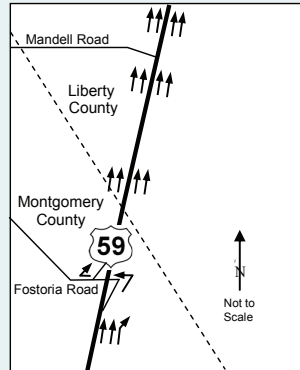 Mandell Road
Liberty
County
Montgomery
County
59
Fostoria Road
N
Not to
Scale